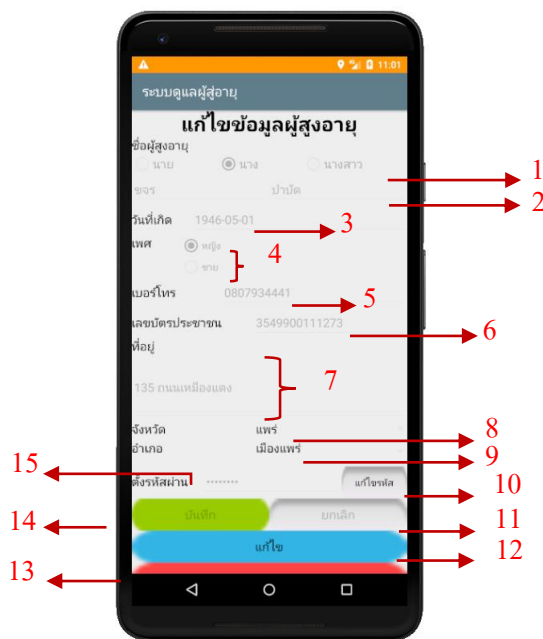 11:01
ระบบดูแลผู้สู่อายุ
แก้ไขข้อมูลผู้สูงอายุ
ชื่อผู้สูงอายุ
นาย นาง นางสาว 1
ขจร ปาบัด 2
วันที่เกิด 1946-05-01 3
เพศ หญิง 4
ชาย
เบอร์โทร 0807934441 5
เลขบัตรประชาชน 3549900111273 6
ที่อยู่
135 ถนนเหมืองแดง 7
จังหวัด แพร่ 8
อำเภอ เมืองแพร่ 9
15 ตั้งรหัสผ่าน ········ แก้ไขรหัส 10
14 บันทึก ยกเลิก 11
แก้ไข 12
13